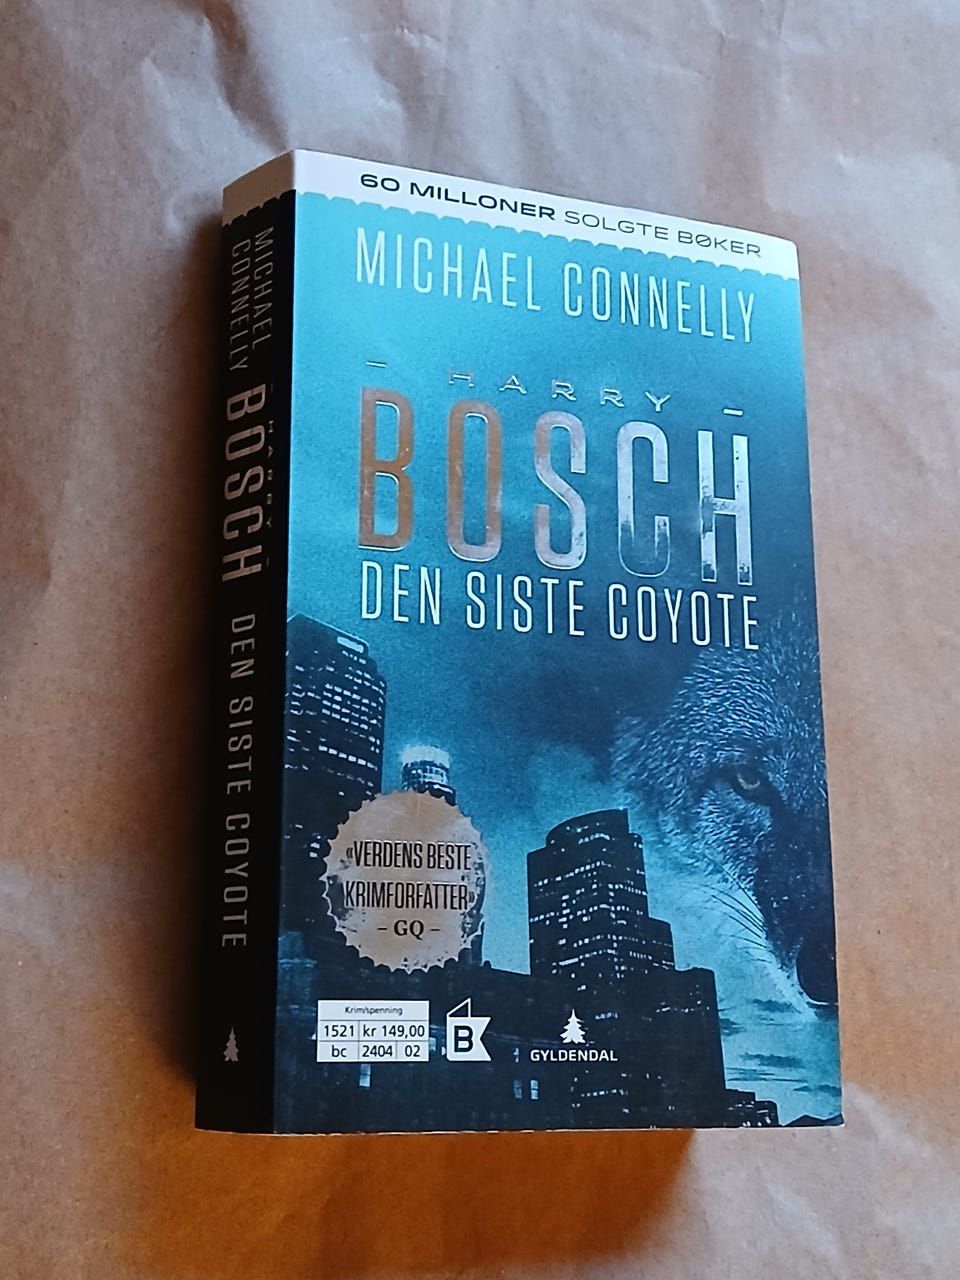 60 MILLONER SOLGTE BØKER
MICHAEL CONNELLY
– HARRY –
BOSCH
DEN SISTE COYOTE
«VERDENS BESTE
KRIMFORFATTER»
– GQ –
Krim/spenning
1521 kr 149,00
bc 2404 02
B
GYLDENDAL
MICHAEL
CONNELLY
– HARRY –
BOSCH
DEN SISTE COYOTE